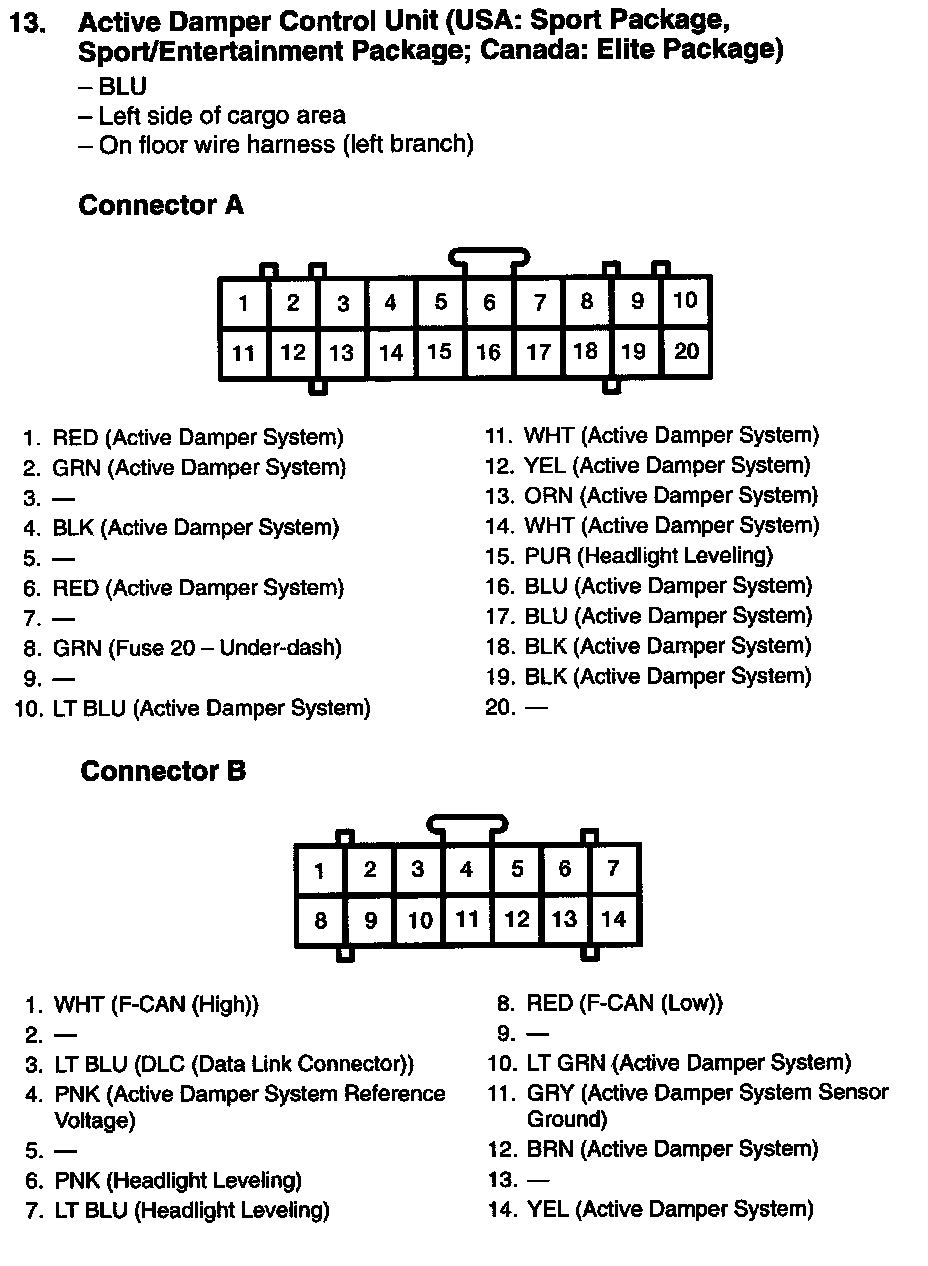 13. Active Damper Control Unit (USA: Sport Package,
Sport/Entertainment Package; Canada: Elite Package)
– BLU
– Left side of cargo area
– On floor wire harness (left branch)
Connector A
1 2 3 4 5 6 7 8 9 10
11 12 13 14 15 16 17 18 19 20
1. RED (Active Damper System)
2. GRN (Active Damper System)
3. —
4. BLK (Active Damper System)
5. —
6. RED (Active Damper System)
7. —
8. GRN (Fuse 20 – Under-dash)
9. —
10. LT BLU (Active Damper System)
11. WHT (Active Damper System)
12. YEL (Active Damper System)
13. ORN (Active Damper System)
14. WHT (Active Damper System)
15. PUR (Headlight Leveling)
16. BLU (Active Damper System)
17. BLU (Active Damper System)
18. BLK (Active Damper System)
19. BLK (Active Damper System)
20. —
Connector B
1 2 3 4 5 6 7
8 9 10 11 12 13 14
1. WHT (F-CAN (High))
2. —
3. LT BLU (DLC (Data Link Connector))
4. PNK (Active Damper System Reference
Voltage)
5. —
6. PNK (Headlight Leveling)
7. LT BLU (Headlight Leveling)
8. RED (F-CAN (Low))
9. —
10. LT GRN (Active Damper System)
11. GRY (Active Damper System Sensor
Ground)
12. BRN (Active Damper System)
13. —
14. YEL (Active Damper System)